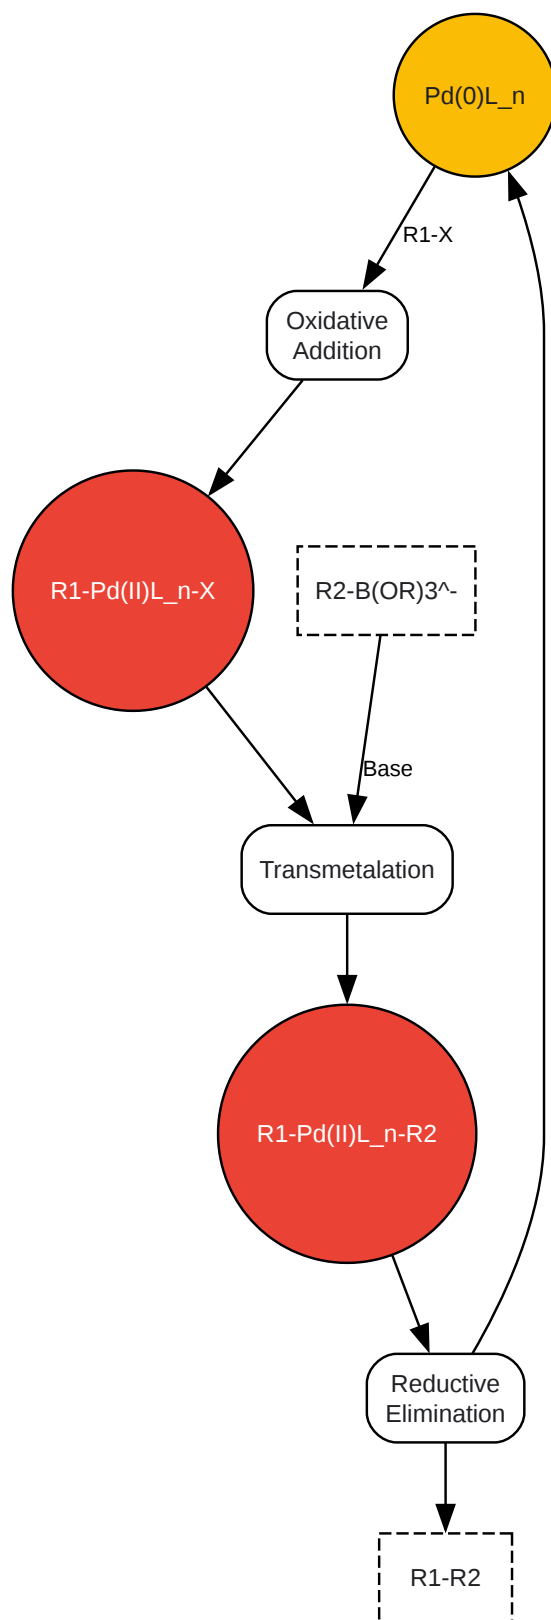 Pd(0)L_n
R1-X
Oxidative
Addition
R1-Pd(II)L_n-X
R2-B(OR)3^-
Base
Transmetalation
R1-Pd(II)L_n-R2
Reductive
Elimination
R1-R2